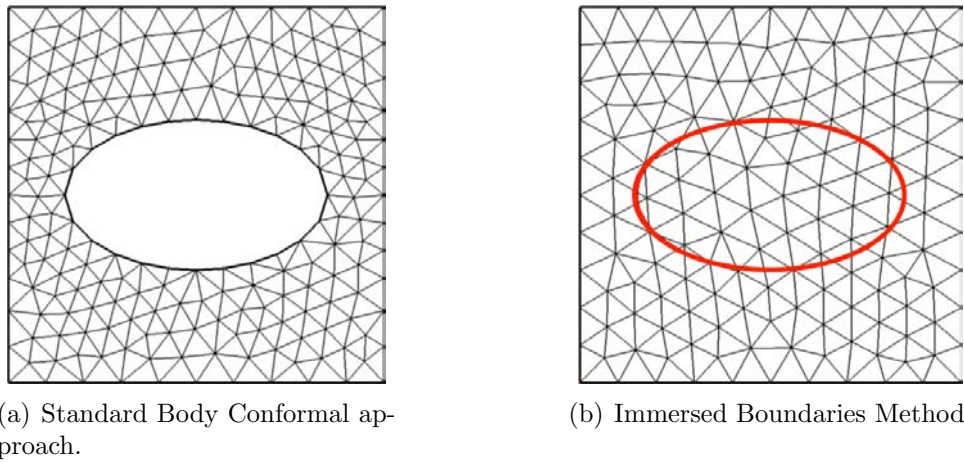 (a) Standard Body Conformal ap-
proach.
(b) Immersed Boundaries Method